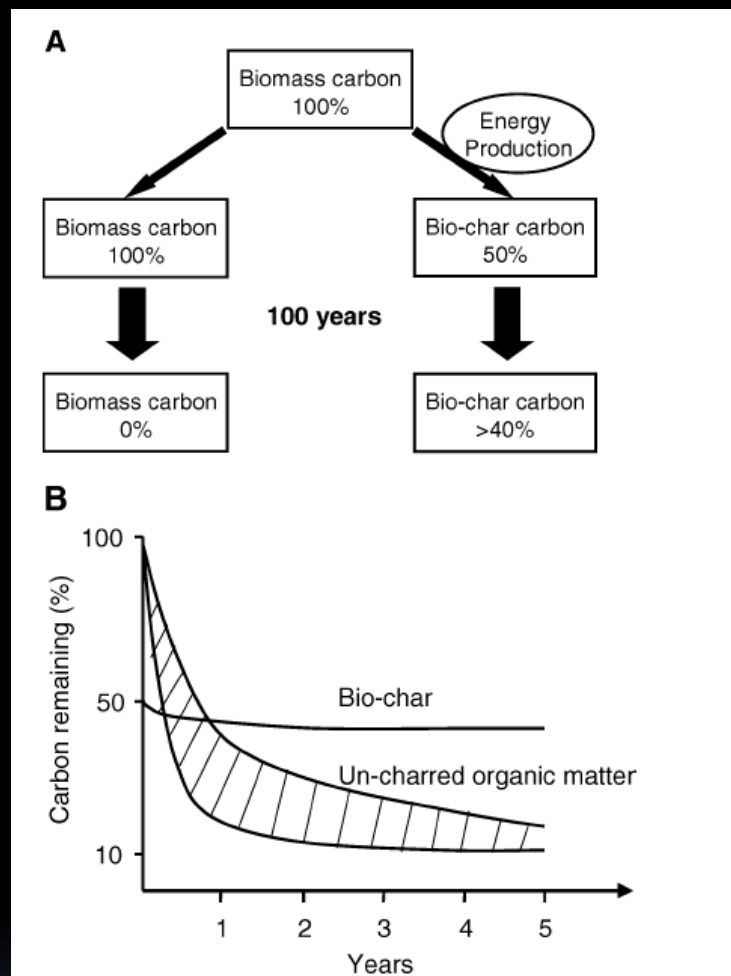 A
Biomass carbon
100%
Energy
Production
Biomass carbon
100%
Bio-char carbon
50%
100 years
Biomass carbon
0%
Bio-char carbon
>40%
B
Carbon remaining (%)
100
50
10
Bio-char
Un-charred organic matter
1 2 3 4 5
Years